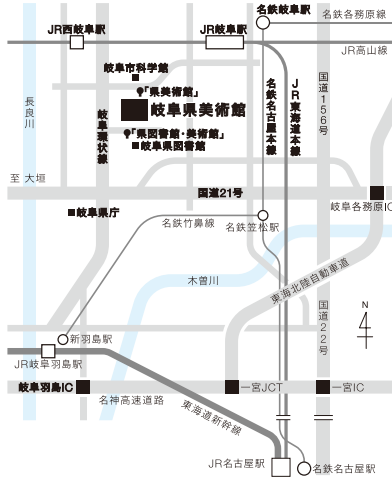 名鉄岐阜駅
名鉄各務原線
JR西岐阜駅
JR岐阜駅
JR高山線
岐阜市科学館
「県美術館」
岐阜県美術館
「県図書館・美術館」
岐阜県図書館
長良川
岐阜環状線
名鉄名古屋本線
JR東海道本線
国道156号
至 大垣
国道21号
岐阜各務原IC
岐阜県庁
名鉄竹鼻線
名鉄笠松駅
木曽川
東海北陸自動車道
国道22号
N
4
新羽島駅
JR岐阜羽島駅
岐阜羽島IC
一宮JCT
一宮IC
名神高速道路
東海道新幹線
JR名古屋駅
名鉄名古屋駅